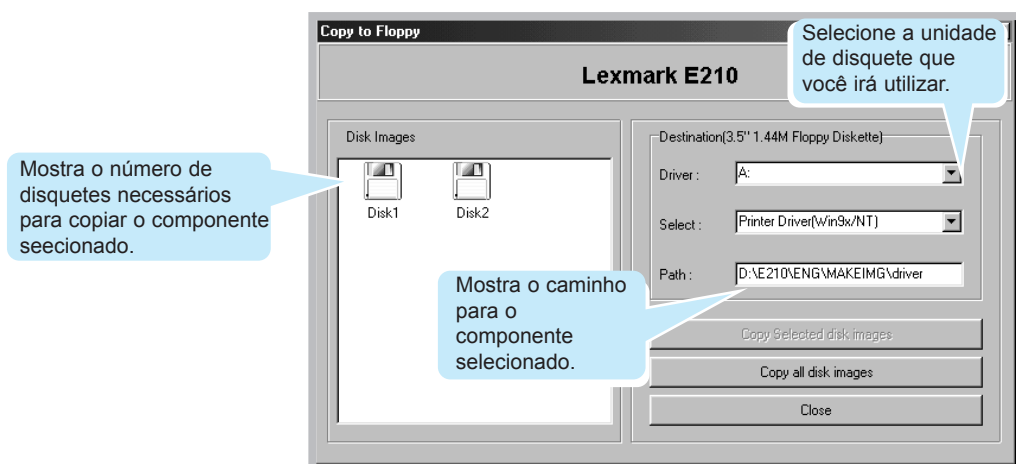 Copy to Floppy
Selecione a unidade
de disquete que
você irá utilizar.
Lexmark E210
Mostra o número de
disquetes necessários
para copiar o componente
seecionado.
Disk Images
Disk1
Disk2
Destination(3.5'' 1.44M Floppy Diskette)
Driver :
A:
Select :
Printer Driver(Win9x/NT)
Path :
D:\E210\ENG\MAKEIMG\driver
Mostra o caminho
para o
componente
selecionado.
Copy Selected disk images
Copy all disk images
Close